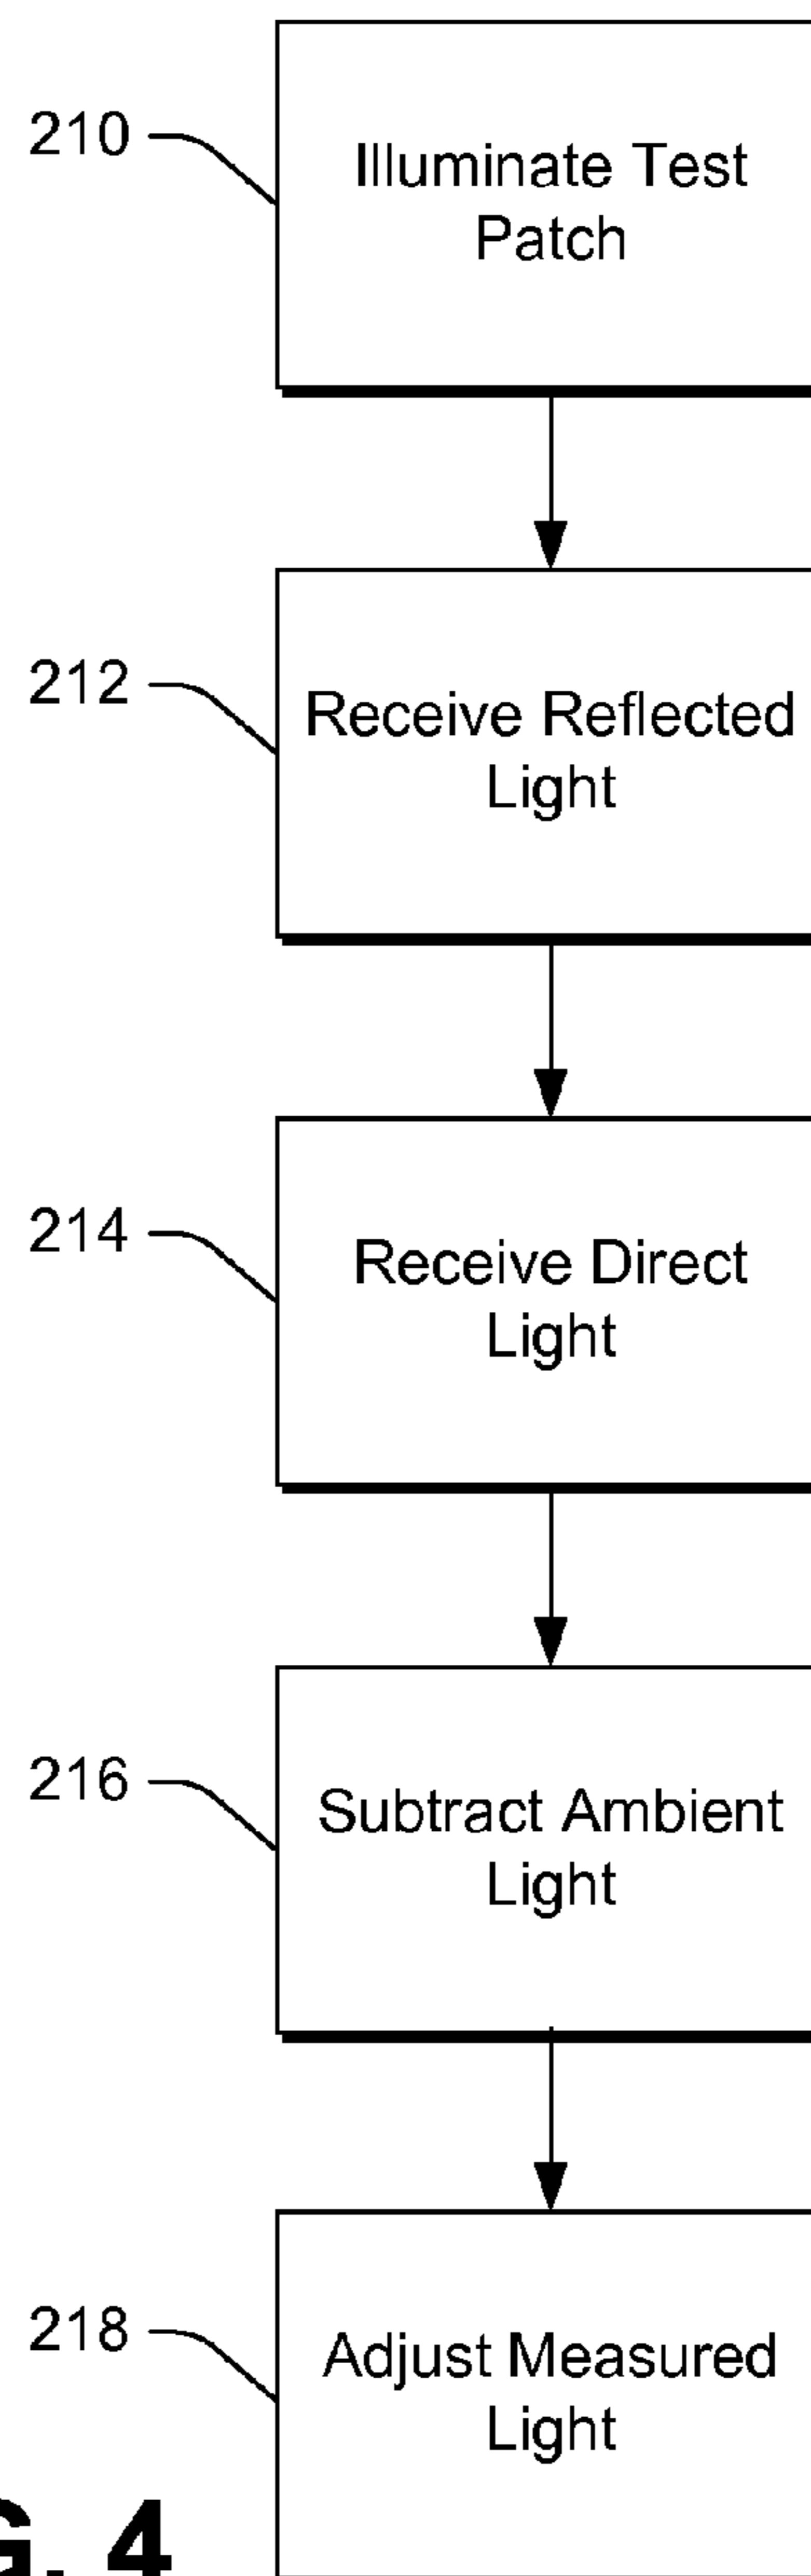 210
Illuminate Test
Patch
212
Receive Reflected
Light
214
Receive Direct
Light
216
Subtract Ambient
Light
218
Adjust Measured
Light
G. 4